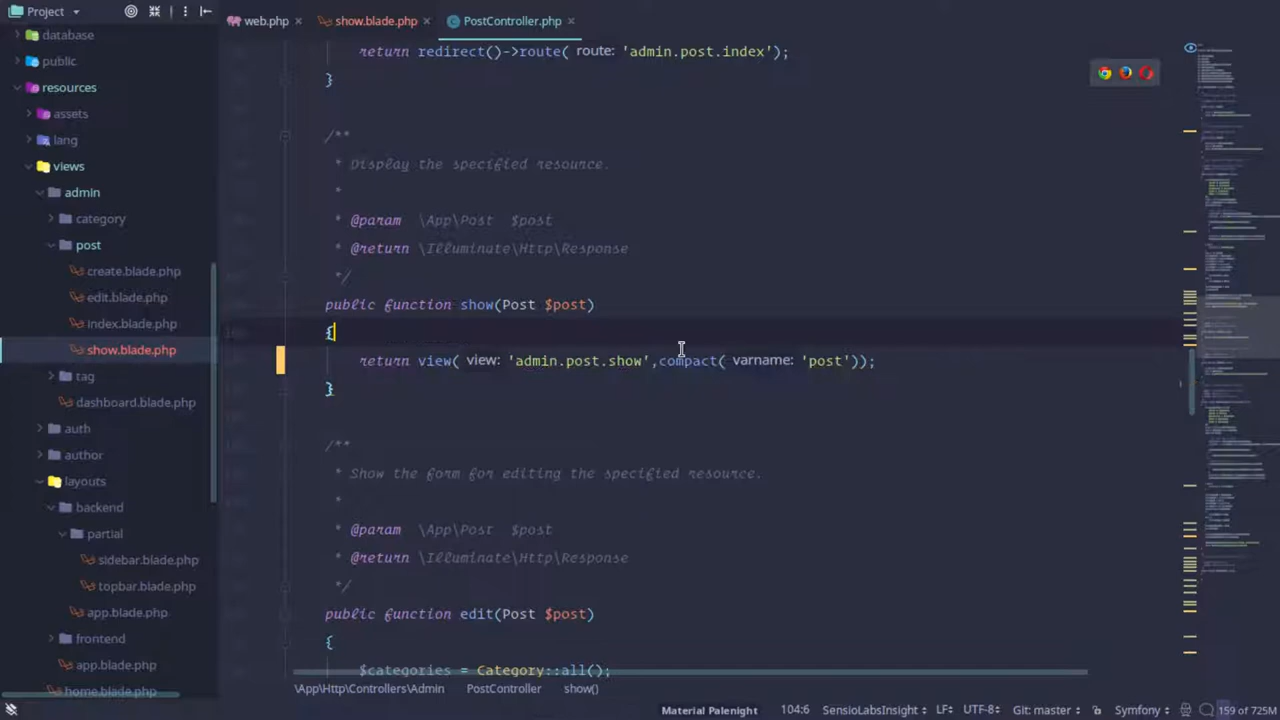 Project
web.php
show.blade.php
PostController.php
database
public
resources
assets
lang
views
admin
category
post
create.blade.php
edit.blade.php
index.blade.php
show.blade.php
tag
dashboard.blade.php
auth
author
layouts
backend
partial
sidebar.blade.php
topbar.blade.php
app.blade.php
frontend
app.blade.php
home.blade.php
return redirect()->route( route: 'admin.post.index');
}
/**
* Display the specified resource.
*
* @param \App\Post $post
* @return \Illuminate\Http\Response
*/
public function show(Post $post)
{
return view( view: 'admin.post.show',compact( varname: 'post'));
}
/**
* Show the form for editing the specified resource.
*
* @param \App\Post $post
* @return \Illuminate\Http\Response
*/
public function edit(Post $post)
{
$categories = Category::all();
\App\Http\Controllers\Admin PostController show()
Material Palenight 104:6 SensioLabsInsight LF UTF-8 Git: master Symfony 159 of 725M